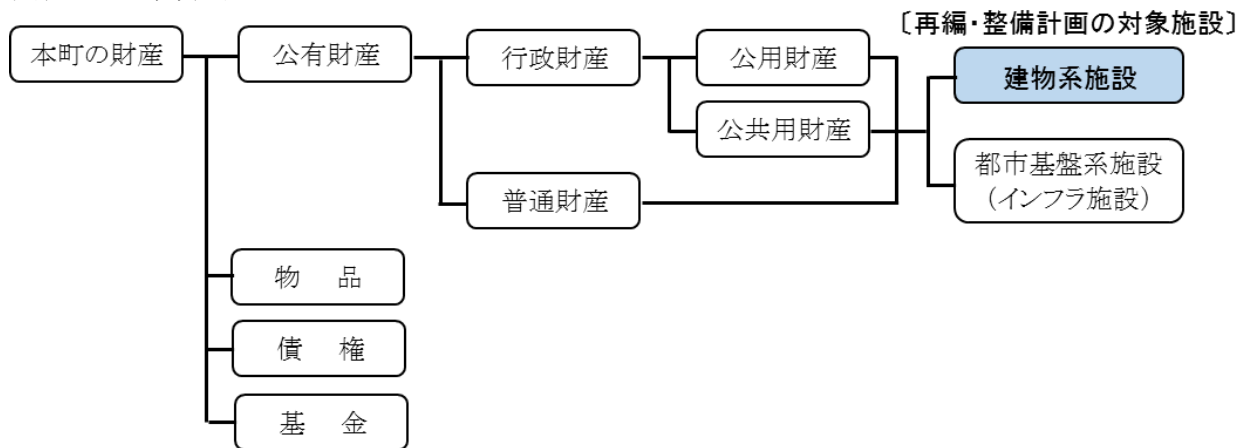 〔再編・整備計画の対象施設〕
本町の財産
公有財産
行政財産
公用財産
建物系施設
公共用財産
都市基盤系施設
（インフラ施設）
普通財産
物　品
債　権
基　金